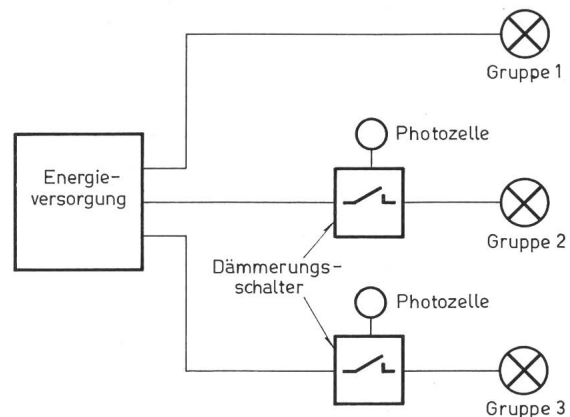 Gruppe 1
Photozelle
Energie-
versorgung
Gruppe 2
Dämmerungs-
schalter
Photozelle
Gruppe 3